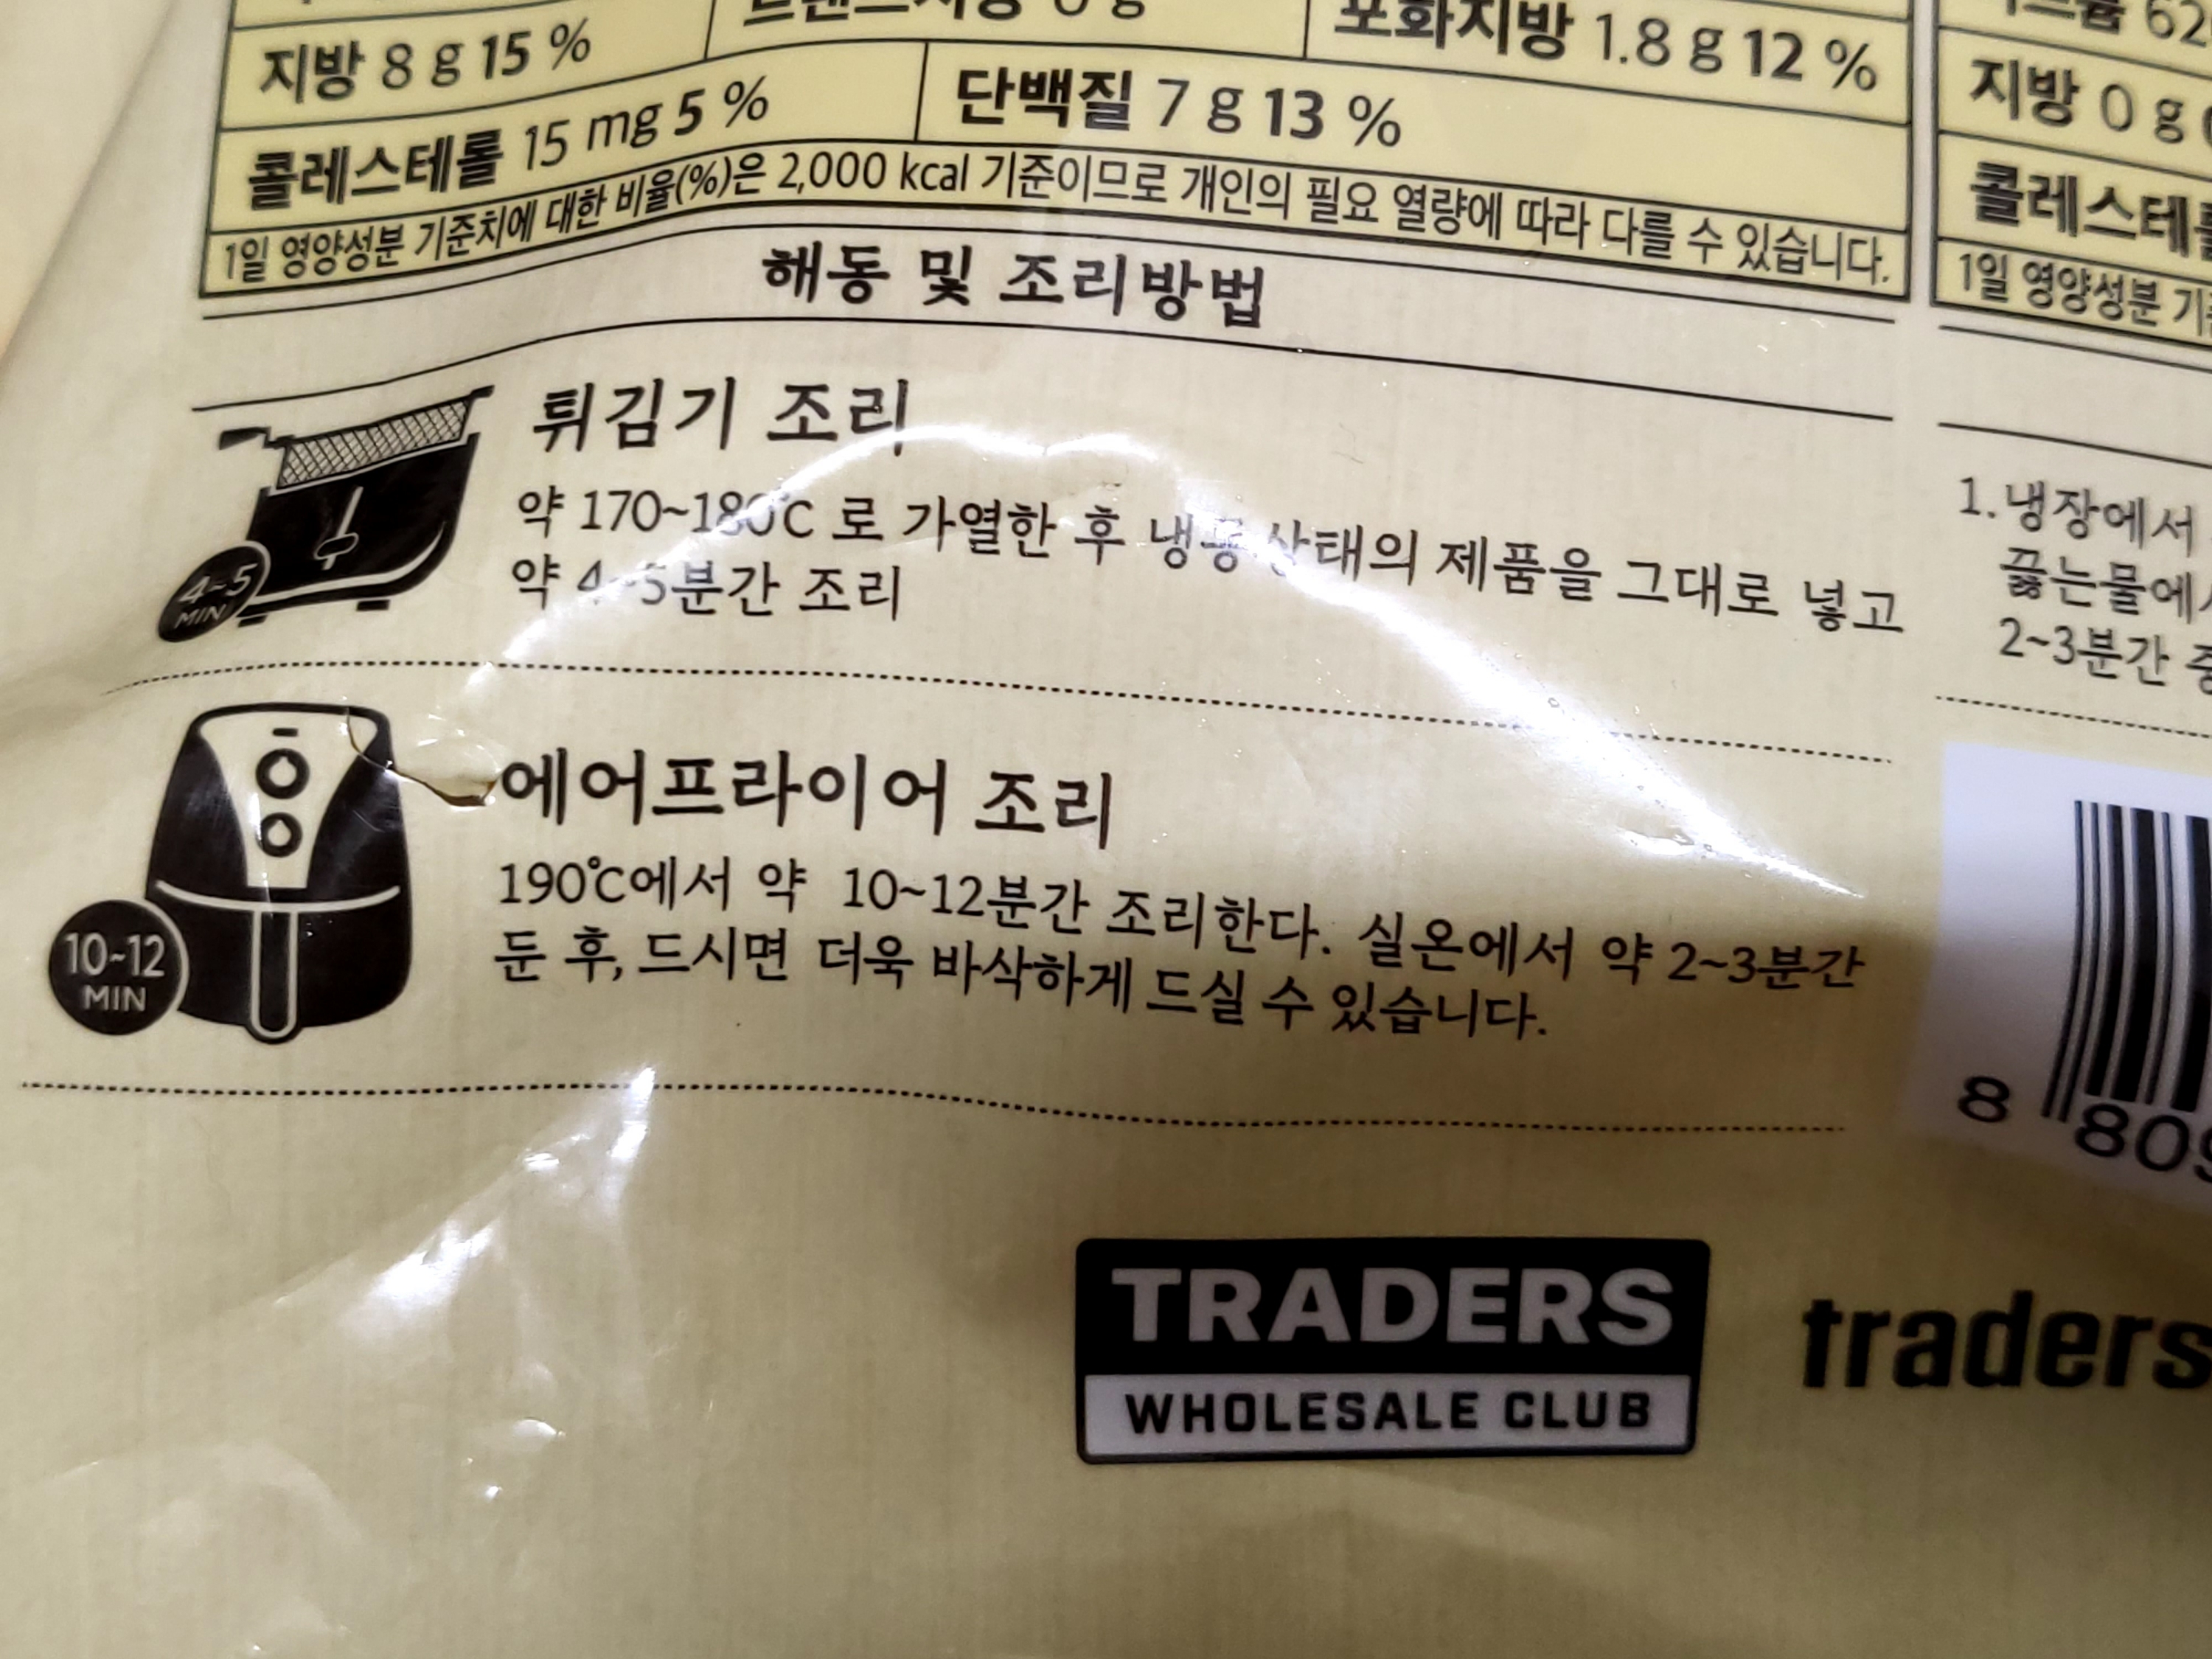 지방 8 g 15 %
포화지방 1.8 g 12 %
콜레스테롤 15 mg 5 %
단백질 7 g 13 %
1일 영양성분 기준치에 대한 비율(%)은 2,000 kcal 기준이므로 개인의 필요 열량에 따라 다를 수 있습니다.
해동 및 조리방법
튀김기 조리
약 170~180℃ 로 가열한 후 냉동상태의 제품을 그대로 넣고
약 4~5분간 조리
4~5
MIN
에어프라이어 조리
190℃에서 약 10~12분간 조리한다. 실온에서 약 2~3분간
둔 후, 드시면 더욱 바삭하게 드실 수 있습니다.
10~12
MIN
지방 0 g
콜레스테
1일 영양성분
1. 냉장에서
끓는물에
2~3분간
8 809
TRADERS
WHOLESALE CLUB
traders